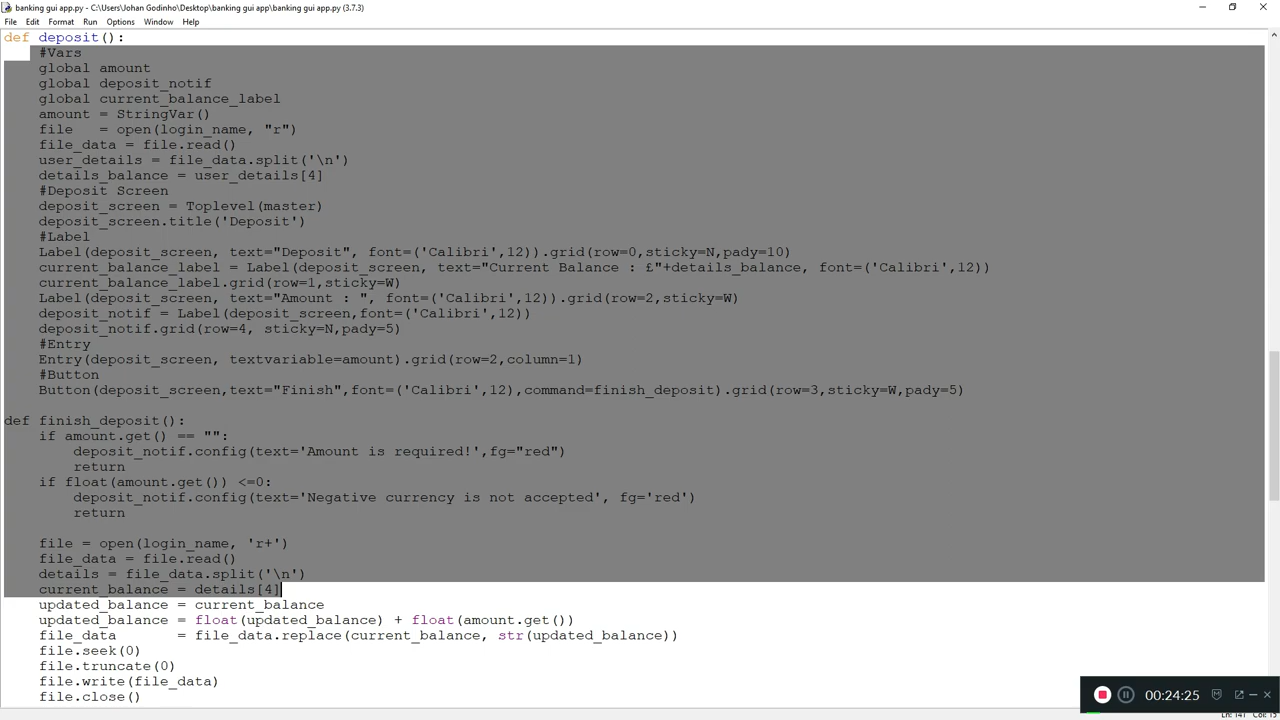 banking gui app.py - C:\Users\Johan Godinho\Desktop\banking gui app\banking gui app.py (3.7.3)
File Edit Format Run Options Window Help
def deposit():
    #Vars
    global amount
    global deposit_notif
    global current_balance_label
    amount = StringVar()
    file   = open(login_name, "r")
    file_data = file.read()
    user_details = file_data.split('\n')
    details_balance = user_details[4]
    #Deposit Screen
    deposit_screen = Toplevel(master)
    deposit_screen.title('Deposit')
    #Label
    Label(deposit_screen, text="Deposit", font=('Calibri',12)).grid(row=0,sticky=N,pady=10)
    current_balance_label = Label(deposit_screen, text="Current Balance : £"+details_balance, font=('Calibri',12))
    current_balance_label.grid(row=1,sticky=W)
    Label(deposit_screen, text="Amount : ", font=('Calibri',12)).grid(row=2,sticky=W)
    deposit_notif = Label(deposit_screen,font=('Calibri',12))
    deposit_notif.grid(row=4, sticky=N,pady=5)
    #Entry
    Entry(deposit_screen, textvariable=amount).grid(row=2,column=1)
    #Button
    Button(deposit_screen,text="Finish",font=('Calibri',12),command=finish_deposit).grid(row=3,sticky=W,pady=5)
def finish_deposit():
    if amount.get() == "":
        deposit_notif.config(text='Amount is required!',fg="red")
        return
    if float(amount.get()) <=0:
        deposit_notif.config(text='Negative currency is not accepted', fg='red')
        return
    file = open(login_name, 'r+')
    file_data = file.read()
    details = file_data.split('\n')
    current_balance = details[4]
    updated_balance = current_balance
    updated_balance = float(updated_balance) + float(amount.get())
    file_data       = file_data.replace(current_balance, str(updated_balance))
    file.seek(0)
    file.truncate(0)
    file.write(file_data)
    file.close()
00:24:25